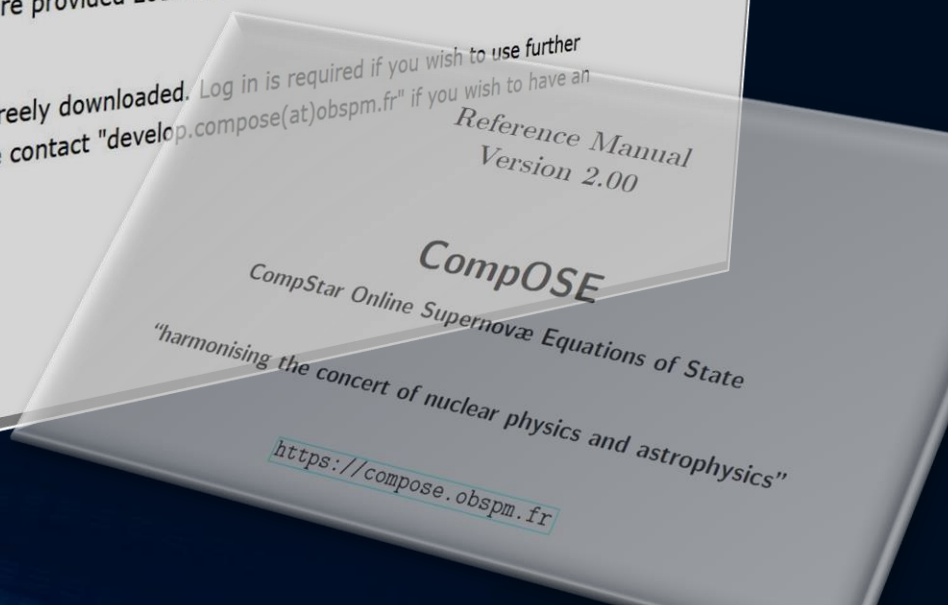 re provided
reely downloaded. Log in is required if you wish to use further
contact "develop.compose(at)obspm.fr" if you wish to have an
Reference Manual
Version 2.00
CompOSE
CompStar Online Supernovæ Equations of State
“harmonising the concert of nuclear physics and astrophysics”
https://compose.obspm.fr